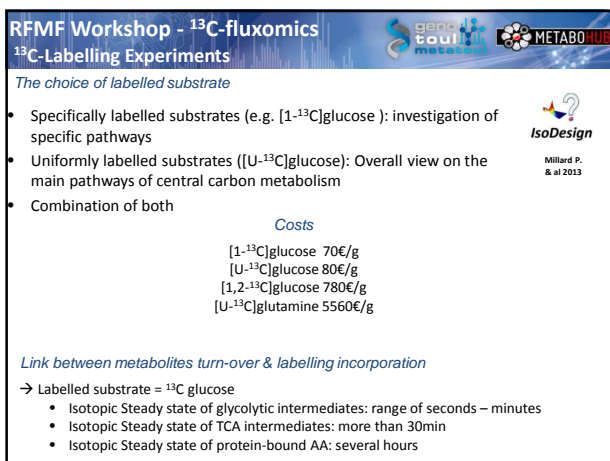 RFMF Workshop - ¹³C-fluxomics
¹³C-Labelling Experiments
geno
toul
metatoul
METABOHUB
The choice of labelled substrate
• Specifically labelled substrates (e.g. [1-¹³C]glucose ): investigation of
specific pathways
• Uniformly labelled substrates ([U-¹³C]glucose): Overall view on the
main pathways of central carbon metabolism
• Combination of both
?
IsoDesign
Millard P.
& al 2013
Costs
[1-¹³C]glucose 70€/g
[U-¹³C]glucose 80€/g
[1,2-¹³C]glucose 780€/g
[U-¹³C]glutamine 5560€/g
Link between metabolites turn-over & labelling incorporation
→ Labelled substrate = ¹³C glucose
• Isotopic Steady state of glycolytic intermediates: range of seconds – minutes
• Isotopic Steady state of TCA intermediates: more than 30min
• Isotopic Steady state of protein-bound AA: several hours